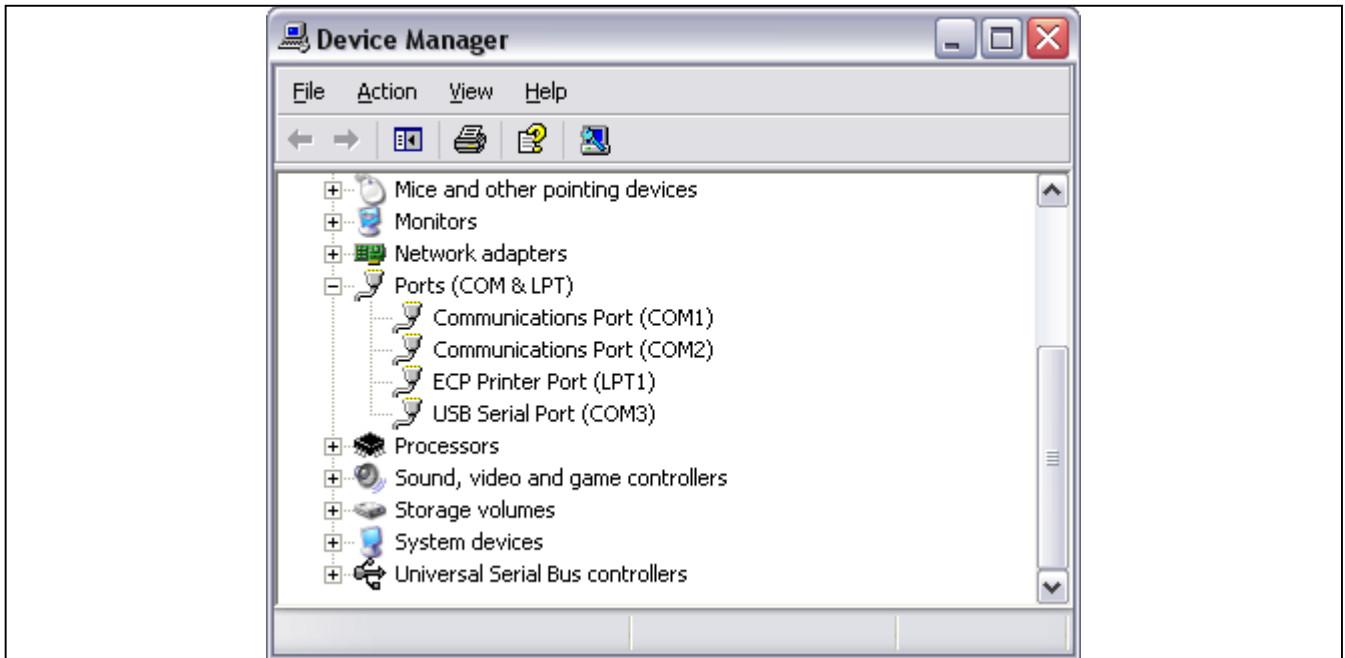 Device Manager
File Action View Help
Mice and other pointing devices
Monitors
Network adapters
Ports (COM & LPT)
Communications Port (COM1)
Communications Port (COM2)
ECP Printer Port (LPT1)
USB Serial Port (COM3)
Processors
Sound, video and game controllers
Storage volumes
System devices
Universal Serial Bus controllers